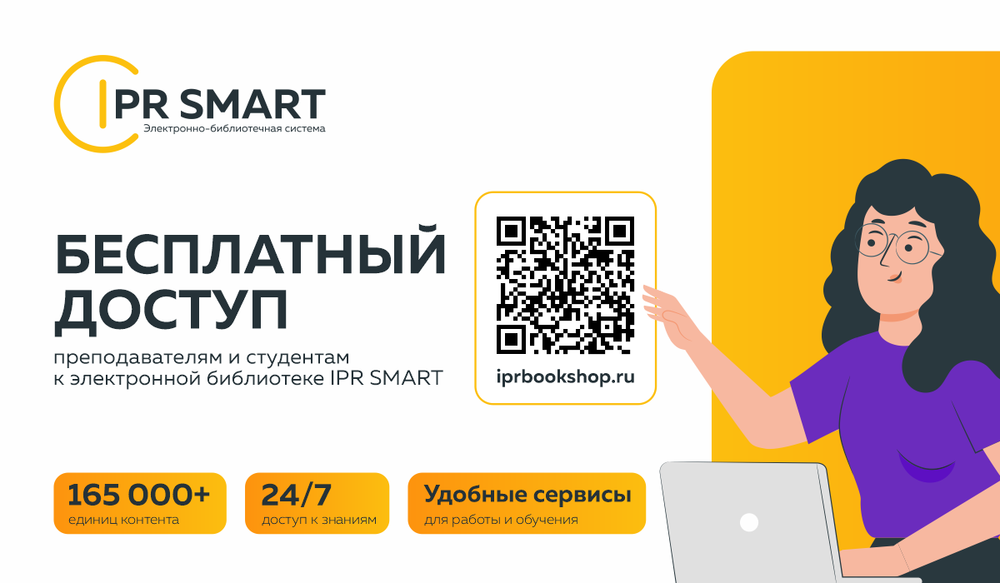 IPR SMART
Электронно-библиотечная система
БЕСПЛАТНЫЙ
ДОСТУП
преподавателям и студентам
к электронной библиотеке IPR SMART
iprbookshop.ru
165 000+
единиц контента
24/7
доступ к знаниям
Удобные сервисы
для работы и обучения